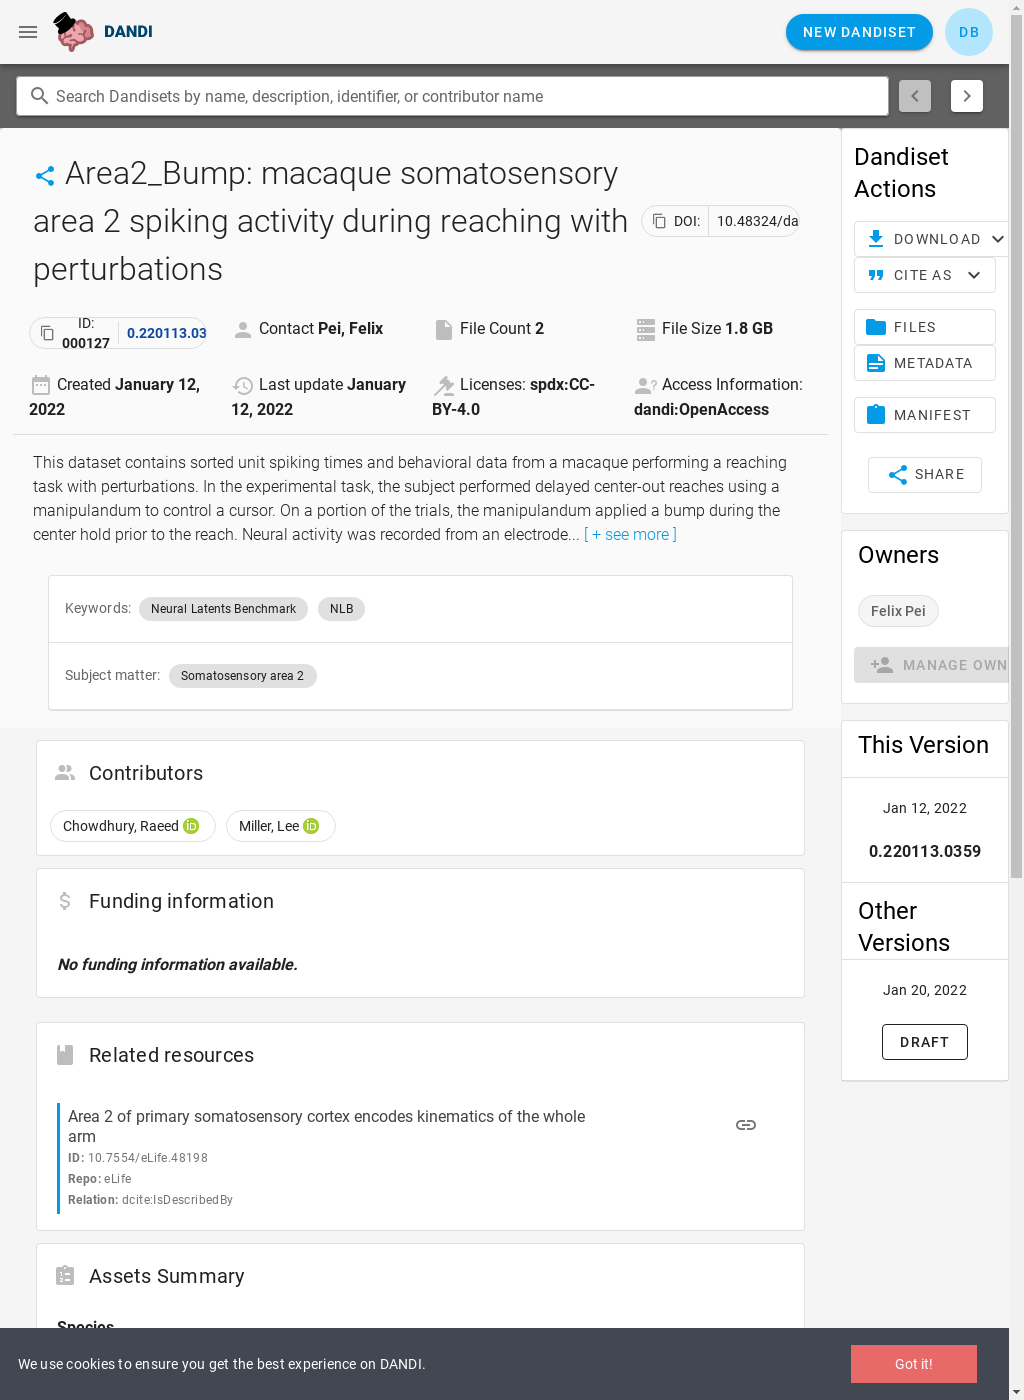 DANDI
NEW DANDISET
DB
Search Dandisets by name, description, identifier, or contributor name
Area2_Bump: macaque somatosensory
area 2 spiking activity during reaching with
perturbations
DOI:
10.48324/da
ID:
000127
0.220113.03
Contact Pei, Felix
File Count 2
File Size 1.8 GB
Created January 12,
2022
Last update January
12, 2022
Licenses: spdx:CC-
BY-4.0
Access Information:
dandi:OpenAccess
This dataset contains sorted unit spiking times and behavioral data from a macaque performing a reaching
task with perturbations. In the experimental task, the subject performed delayed center-out reaches using a
manipulandum to control a cursor. On a portion of the trials, the manipulandum applied a bump during the
center hold prior to the reach. Neural activity was recorded from an electrode... [ + see more ]
Keywords: Neural Latents Benchmark NLB
Subject matter: Somatosensory area 2
Contributors
Chowdhury, Raeed iD
Miller, Lee iD
Funding information
No funding information available.
Related resources
Area 2 of primary somatosensory cortex encodes kinematics of the whole
arm
ID: 10.7554/eLife.48198
Repo: eLife
Relation: dcite:IsDescribedBy
Assets Summary
Species
Dandiset
Actions
DOWNLOAD
CITE AS
FILES
METADATA
MANIFEST
SHARE
Owners
Felix Pei
MANAGE OWN
This Version
Jan 12, 2022
0.220113.0359
Other
Versions
Jan 20, 2022
DRAFT
We use cookies to ensure you get the best experience on DANDI.
Got it!